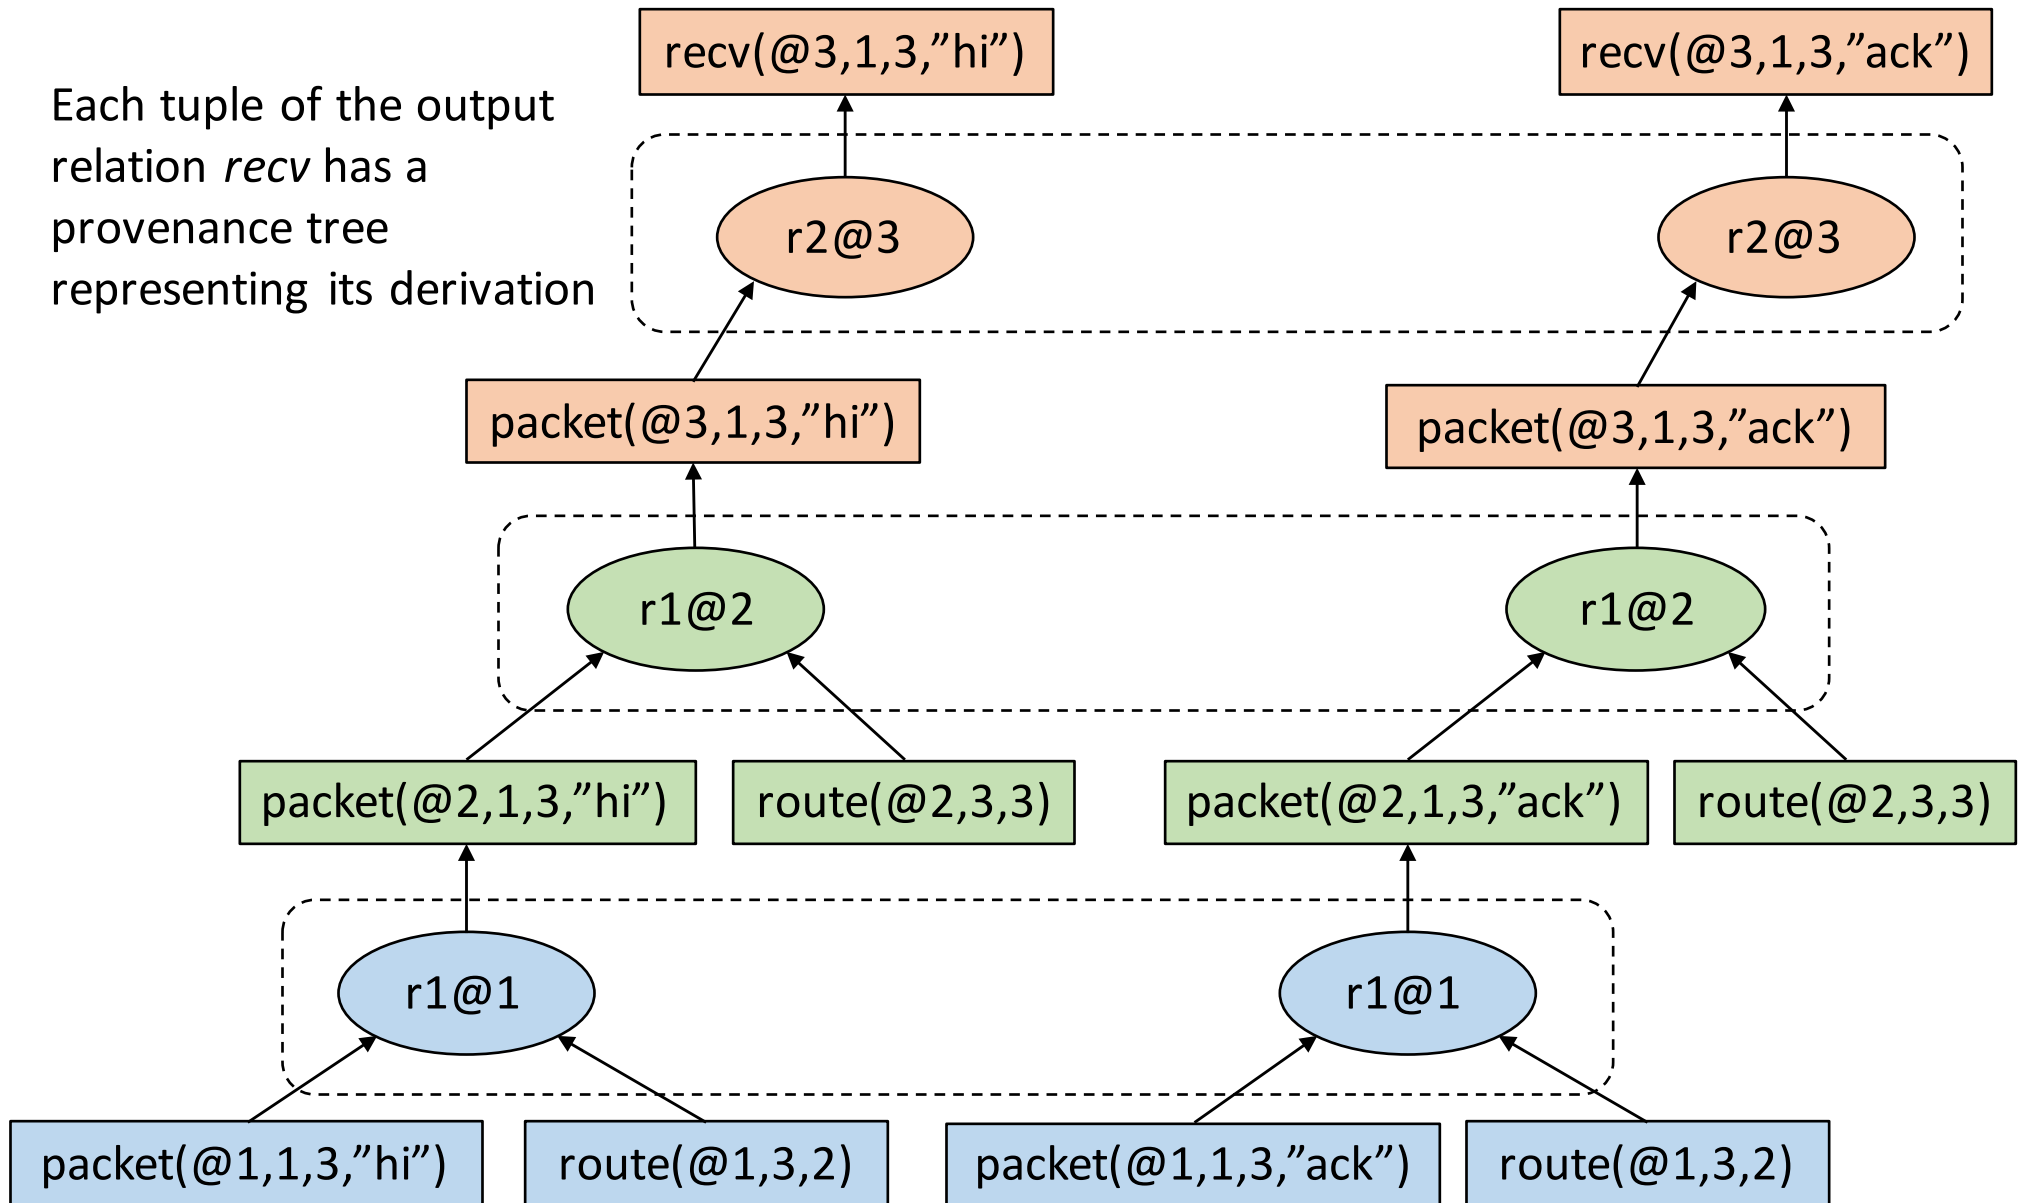 recv(@3,1,3,”hi”)
recv(@3,1,3,”ack”)
Each tuple of the output
relation recv has a
provenance tree
representing its derivation
r2@3
r2@3
packet(@3,1,3,”hi”)
packet(@3,1,3,”ack”)
r1@2
r1@2
packet(@2,1,3,”hi”)
route(@2,3,3)
packet(@2,1,3,”ack”)
route(@2,3,3)
r1@1
r1@1
packet(@1,1,3,”hi”)
route(@1,3,2)
packet(@1,1,3,”ack”)
route(@1,3,2)